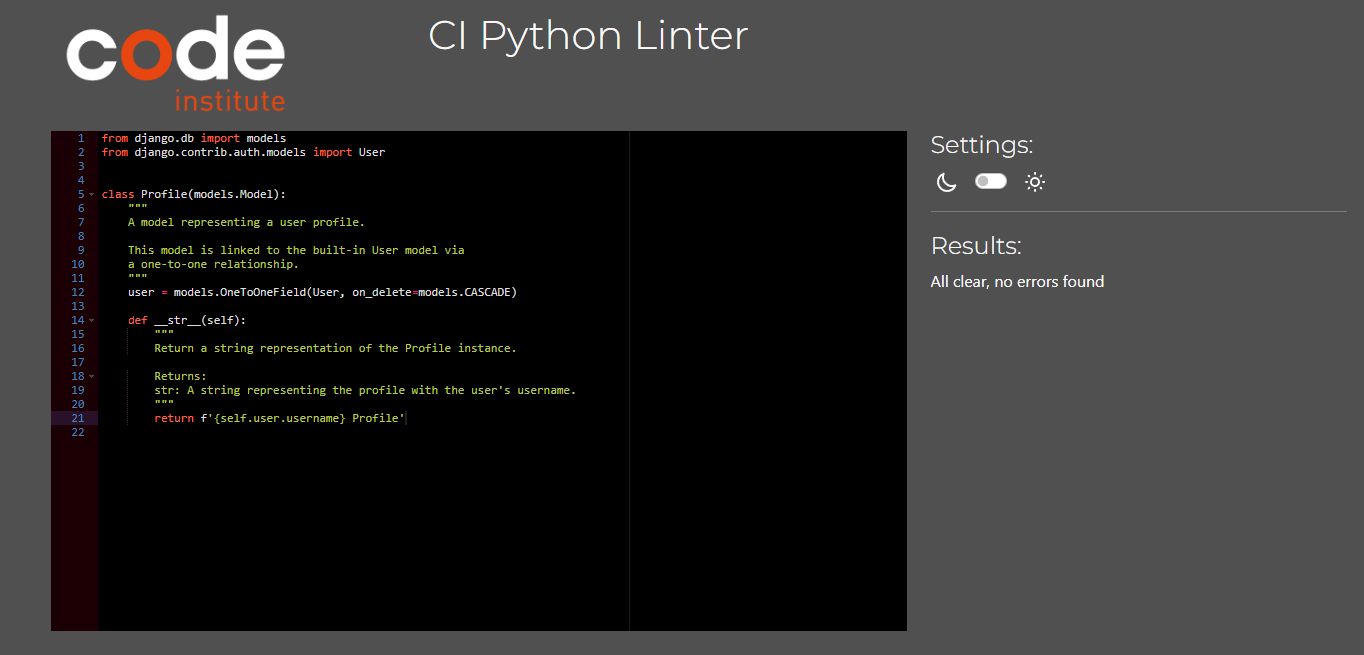 code
institute
CI Python Linter
1 from django.db import models
2 from django.contrib.auth.models import User
3
4
5 class Profile(models.Model):
6     """
7     A model representing a user profile.
8
9     This model is linked to the built-in User model via
10     a one-to-one relationship.
11     """
12     user = models.OneToOneField(User, on_delete=models.CASCADE)
13
14     def __str__(self):
15         """
16         Return a string representation of the Profile instance.
17
18         Returns:
19         str: A string representing the profile with the user's username.
20         """
21         return f'{self.user.username} Profile'
22
Settings:
Results:
All clear, no errors found